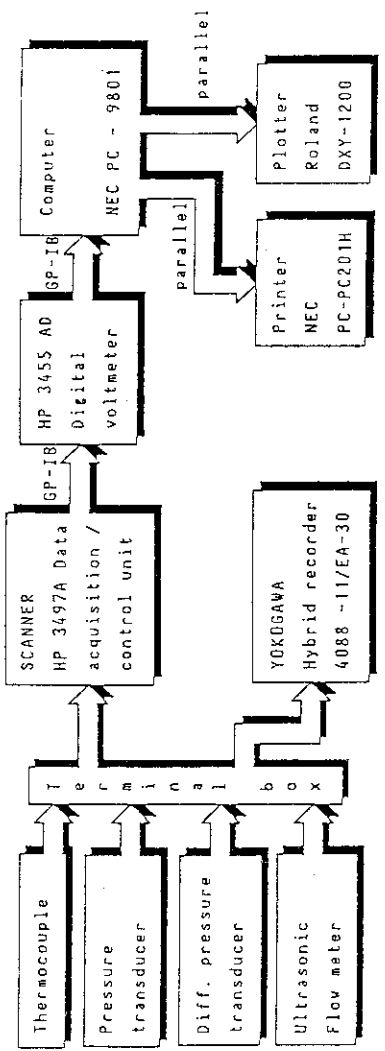 Thermocouple
Pressure
transducer
Diff. pressure
transducer
Ultrasonic
Flow meter
Terminal box
SCANNER
HP 3497A Data
acquisition /
control unit
GP-IB
HP 3455 AD
Digital
voltmeter
GP-IB
Computer
NEC PC - 9801
parallel
parallel
YOKOGAWA
Hybrid recorder
4088 -11/EA-30
Printer
NEC
PC-PC201H
Plotter
Roland
DXY-1200